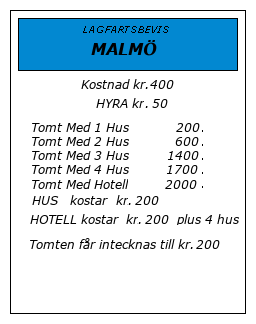 LAGFARTSBEVIS
MALMÖ
Kostnad kr.400
HYRA kr. 50
Tomt Med 1 Hus 200.
Tomt Med 2 Hus 600.
Tomt Med 3 Hus 1400.
Tomt Med 4 Hus 1700.
Tomt Med Hotell 2000.
HUS kostar kr. 200
HOTELL kostar kr. 200 plus 4 hus
Tomten får intecknas till kr. 200